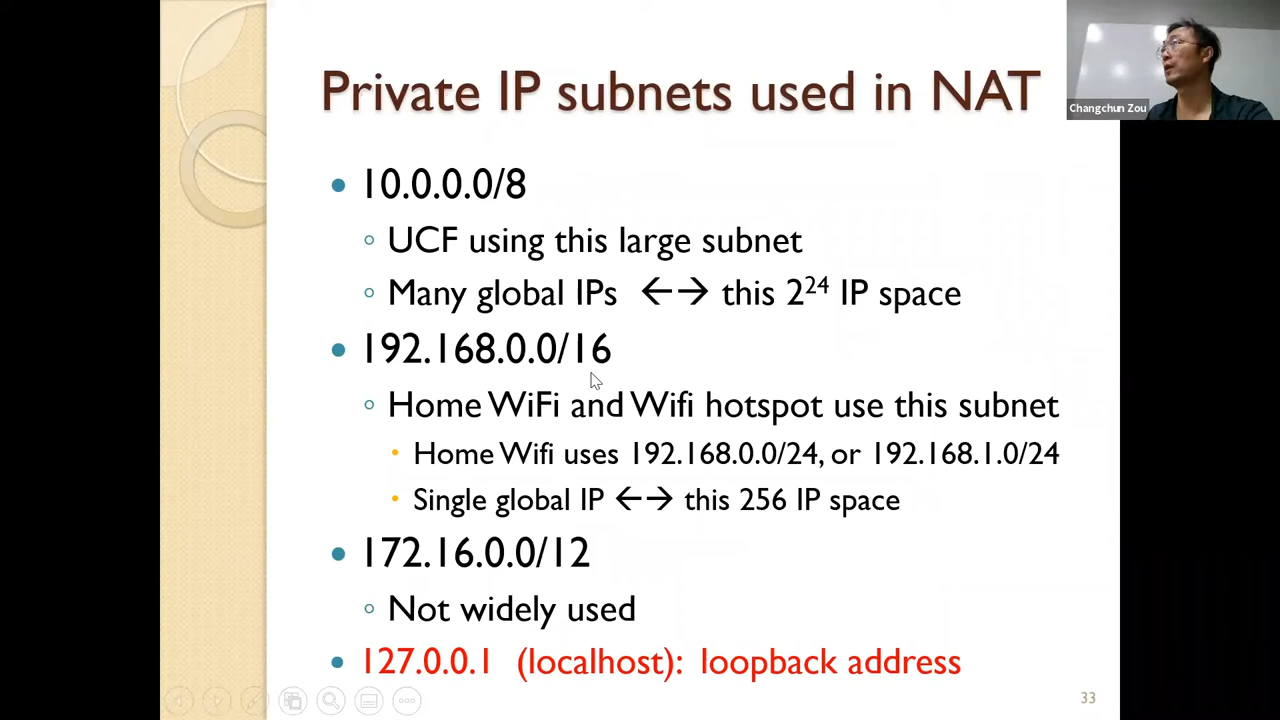 Private IP subnets used in NAT
Changchun Zou
• 10.0.0.0/8
◦ UCF using this large subnet
◦ Many global IPs ←→ this 2²⁴ IP space
• 192.168.0.0/16
◦ Home WiFi and Wifi hotspot use this subnet
• Home Wifi uses 192.168.0.0/24, or 192.168.1.0/24
• Single global IP ←→ this 256 IP space
• 172.16.0.0/12
◦ Not widely used
• 127.0.0.1 (localhost): loopback address
33